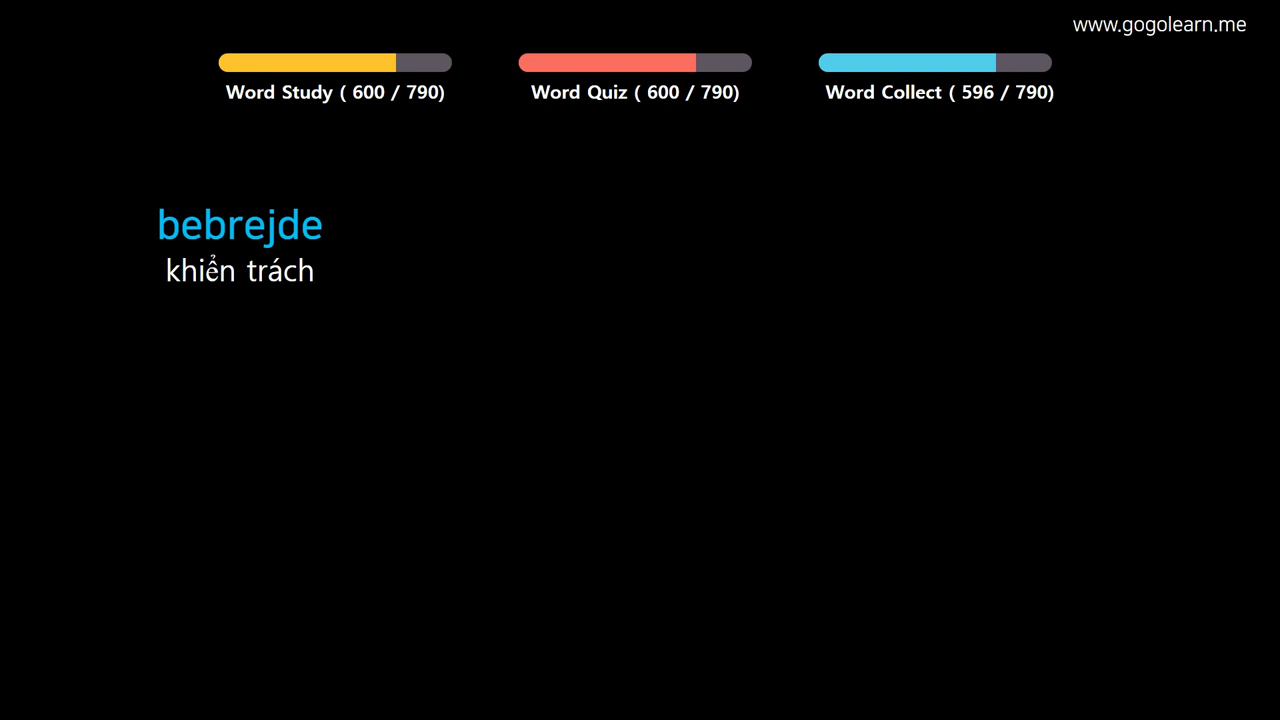 www.gogolearn.me
Word Study ( 600 / 790)
Word Quiz ( 600 / 790)
Word Collect ( 596 / 790)
bebrejde
khiển trách